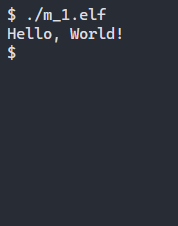 $ ./m_1.elf
Hello, World!
$